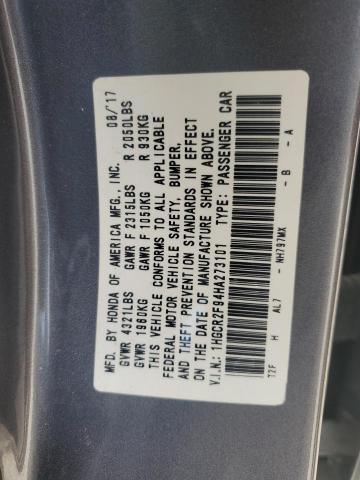 MFD. BY HONDA OF AMERICA MFG., INC. 08/'17
GVWR 4321LBS GAWR F 2315LBS R 2050LBS
GVWR 1960KG GAWR F 1050KG R 930KG
THIS VEHICLE CONFORMS TO ALL APPLICABLE
FEDERAL MOTOR VEHICLE SAFETY, BUMPER,
AND THEFT PREVENTION STANDARDS IN EFFECT
ON THE DATE OF MANUFACTURE SHOWN ABOVE.
V.I.N.: 1HGCR2F94HA273101 TYPE: PASSENGER CAR
H AL7 - NH797MX - B - A
T2F